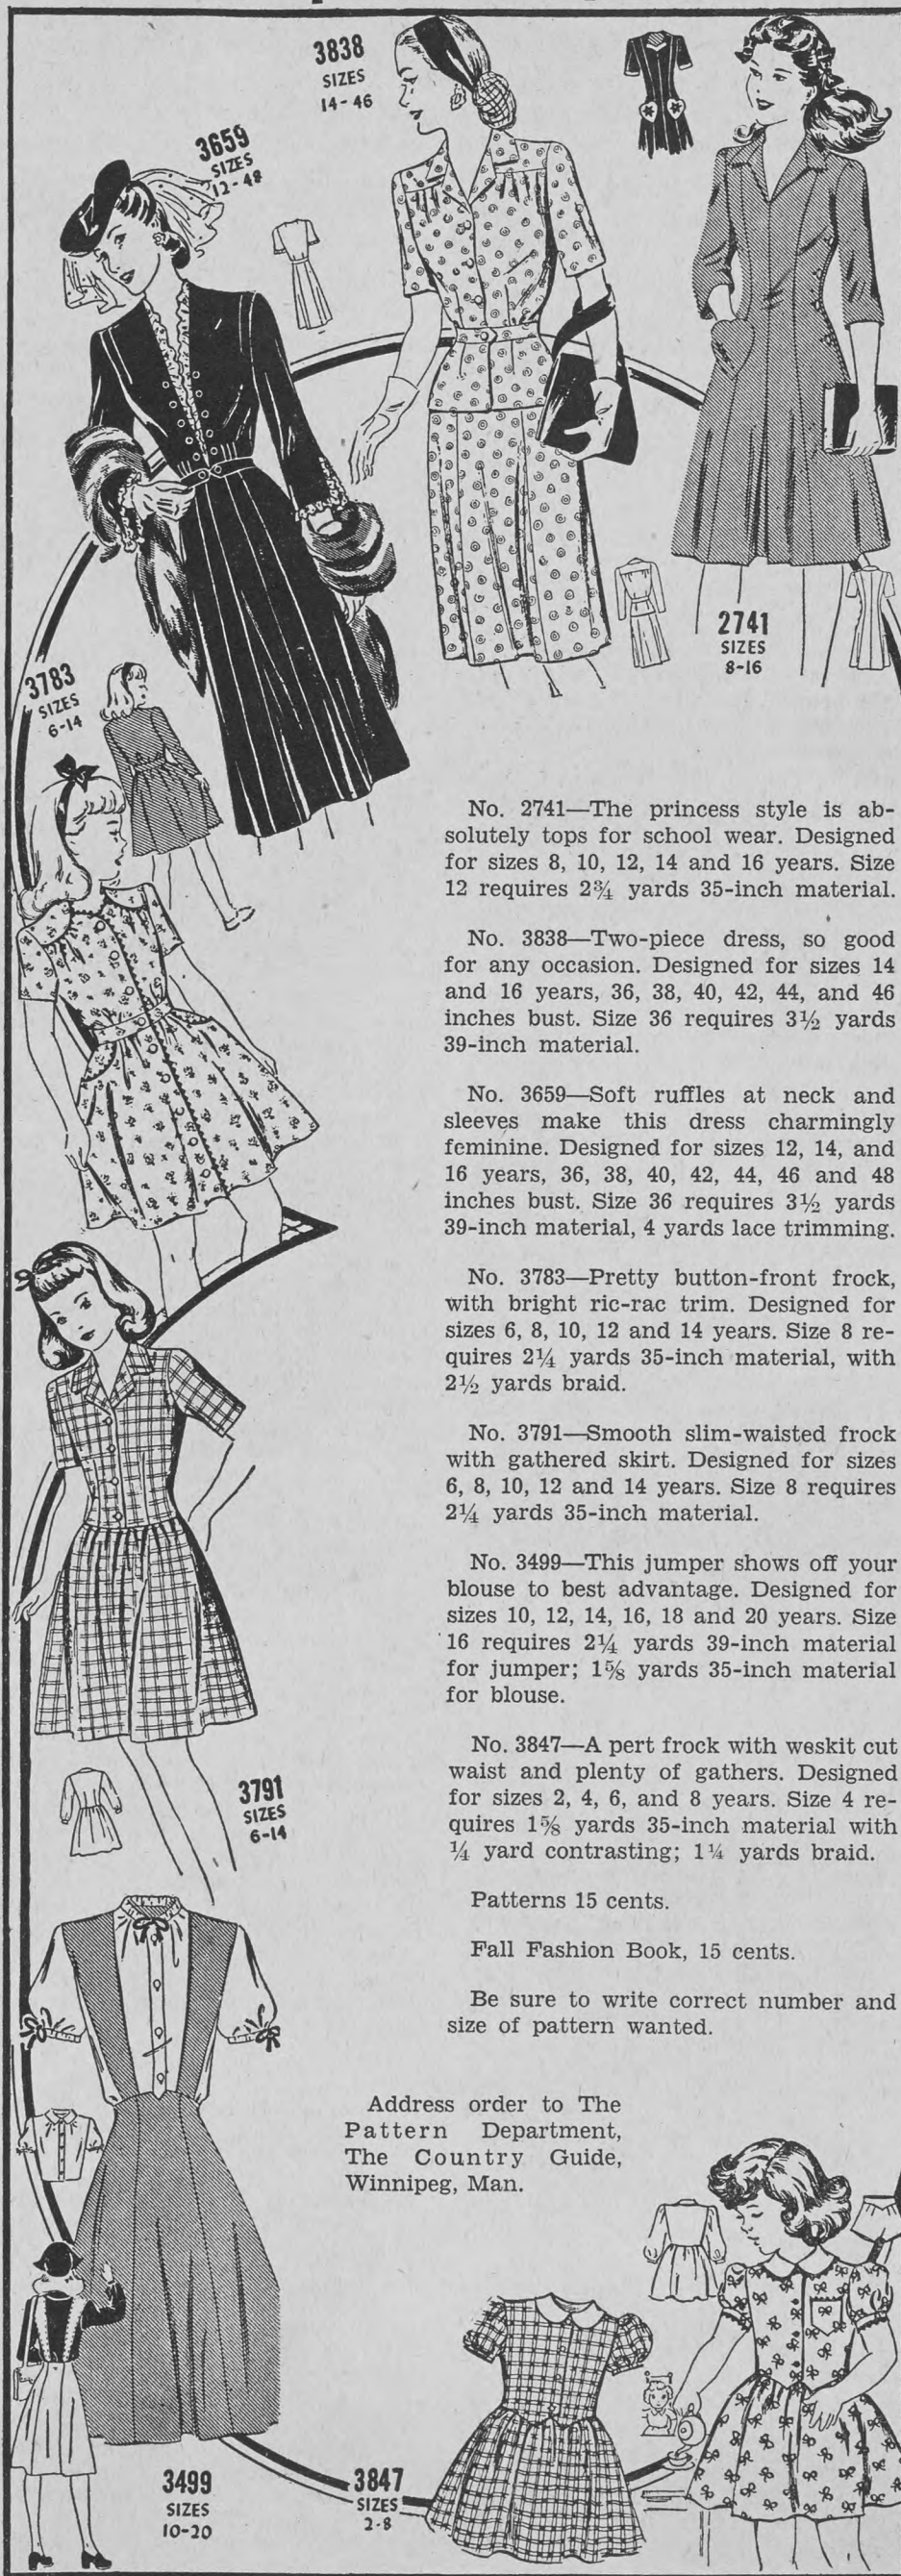 3838
SIZES
14-46
3659
SIZES
12-48
2741
SIZES
8-16
3783
SIZES
6-14
No. 2741—The princess style is ab-
solutely tops for school wear. Designed
for sizes 8, 10, 12, 14 and 16 years. Size
12 requires 2¾ yards 35-inch material.
No. 3838—Two-piece dress, so good
for any occasion. Designed for sizes 14
and 16 years, 36, 38, 40, 42, 44, and 46
inches bust. Size 36 requires 3½ yards
39-inch material.
No. 3659—Soft ruffles at neck and
sleeves make this dress charmingly
feminine. Designed for sizes 12, 14, and
16 years, 36, 38, 40, 42, 44, 46 and 48
inches bust. Size 36 requires 3½ yards
39-inch material, 4 yards lace trimming.
No. 3783—Pretty button-front frock,
with bright ric-rac trim. Designed for
sizes 6, 8, 10, 12 and 14 years. Size 8 re-
quires 2¼ yards 35-inch material, with
2½ yards braid.
No. 3791—Smooth slim-waisted frock
with gathered skirt. Designed for sizes
6, 8, 10, 12 and 14 years. Size 8 requires
2¼ yards 35-inch material.
No. 3499—This jumper shows off your
blouse to best advantage. Designed for
sizes 10, 12, 14, 16, 18 and 20 years. Size
16 requires 2¼ yards 39-inch material
for jumper; 1⅝ yards 35-inch material
for blouse.
No. 3847—A pert frock with weskit cut
waist and plenty of gathers. Designed
for sizes 2, 4, 6, and 8 years. Size 4 re-
quires 1⅝ yards 35-inch material with
¼ yard contrasting; 1¼ yards braid.
Patterns 15 cents.
Fall Fashion Book, 15 cents.
Be sure to write correct number and
size of pattern wanted.
Address order to The
Pattern Department,
The Country Guide,
Winnipeg, Man.
3791
SIZES
6-14
3499
SIZES
10-20
3847
SIZES
2-8